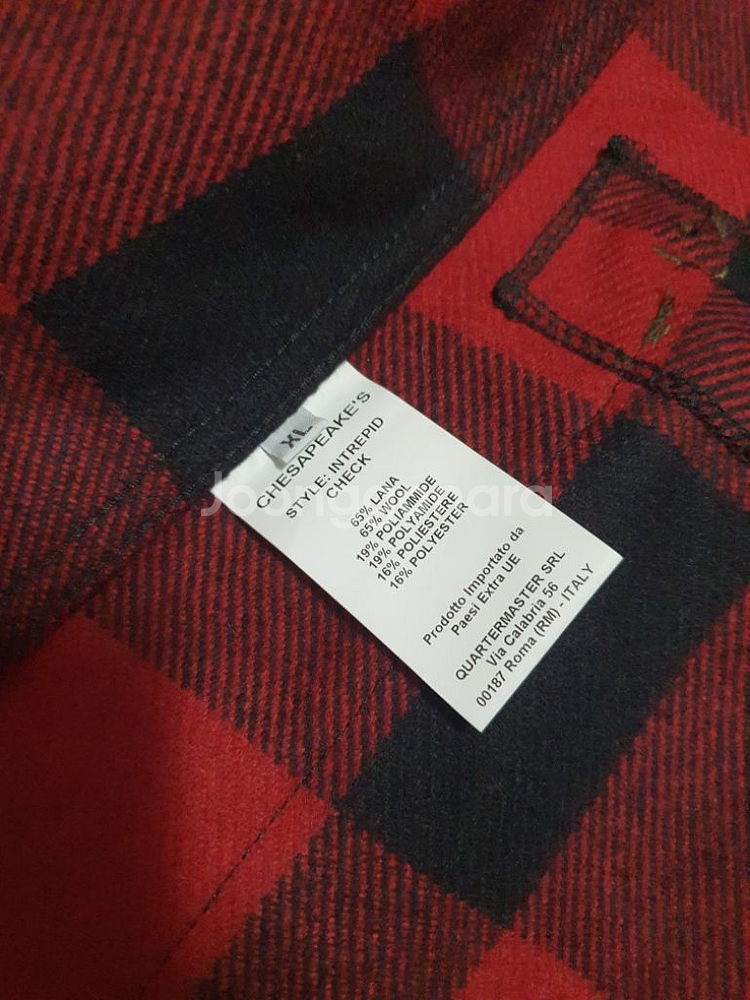 XL
CHESAPEAKE'S
STYLE: INTREPID
CHECK
65% LANA
65% WOOL
19% POLIAMMIDE
19% POLYAMIDE
16% POLIESTERE
16% POLYESTER
Prodotto Importato da
Paesi Extra UE
QUARTERMASTER SRL
Via Calabria 56
00187 Roma (RM) - ITALY
Joongonara